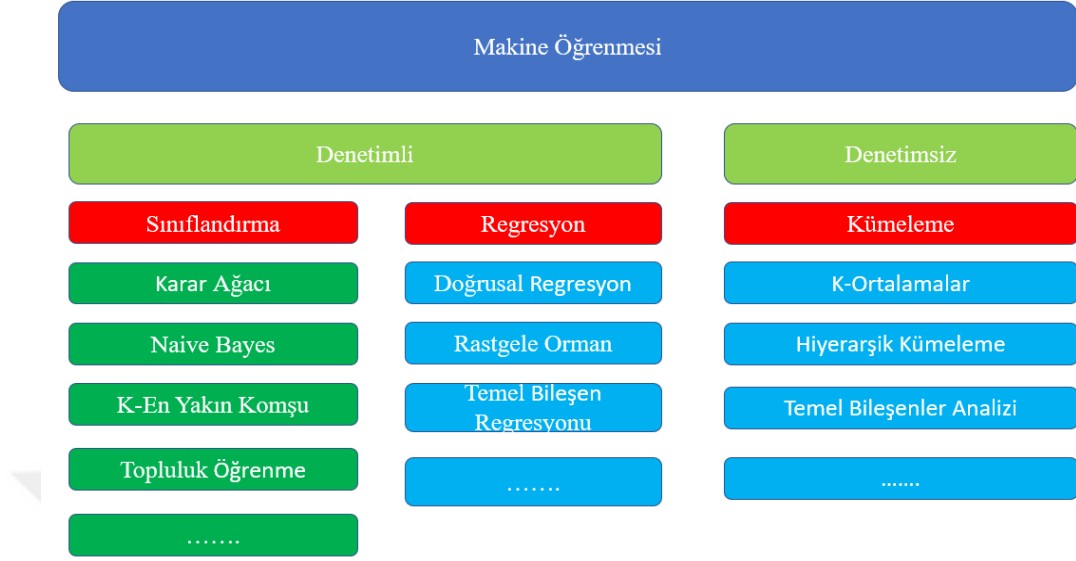 Makine Öğrenmesi
Denetimli
Denetimsiz
Sınıflandırma
Regresyon
Kümeleme
Karar Ağacı
Doğrusal Regresyon
K-Ortalamalar
Naive Bayes
Rastgele Orman
Hiyerarşik Kümeleme
K-En Yakın Komşu
Temel Bileşen
Regresyonu
Temel Bileşenler Analizi
Topluluk Öğrenme
…….
.......
…….